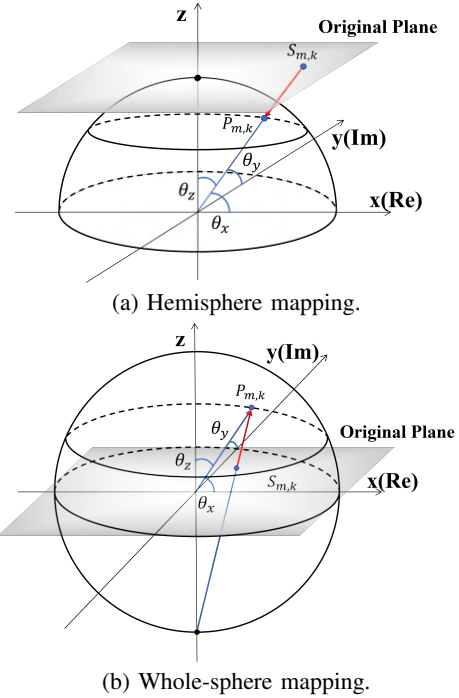 z
Original Plane
S_{m,k}
P_{m,k}
y(Im)
θ_y
θ_z
x(Re)
θ_x
(a) Hemisphere mapping.
z
y(Im)
P_{m,k}
θ_y
Original Plane
θ_z
S_{m,k}
x(Re)
θ_x
(b) Whole-sphere mapping.